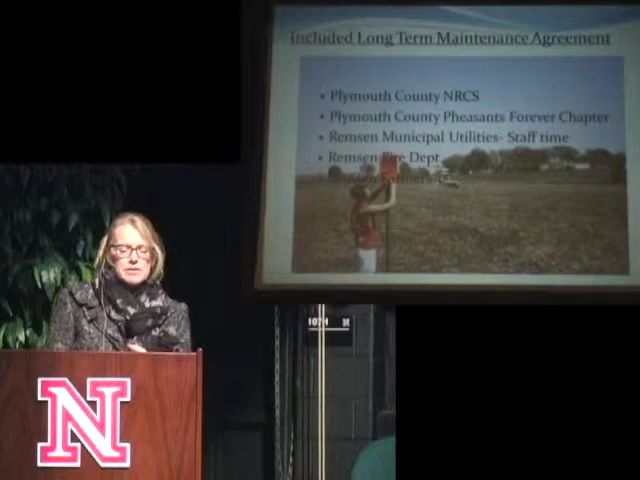 Included Long Term Maintenance Agreement
• Plymouth County NRCS
• Plymouth County Pheasants Forever Chapter
• Remsen Municipal Utilities- Staff time
• Remsen Fire Dept
N